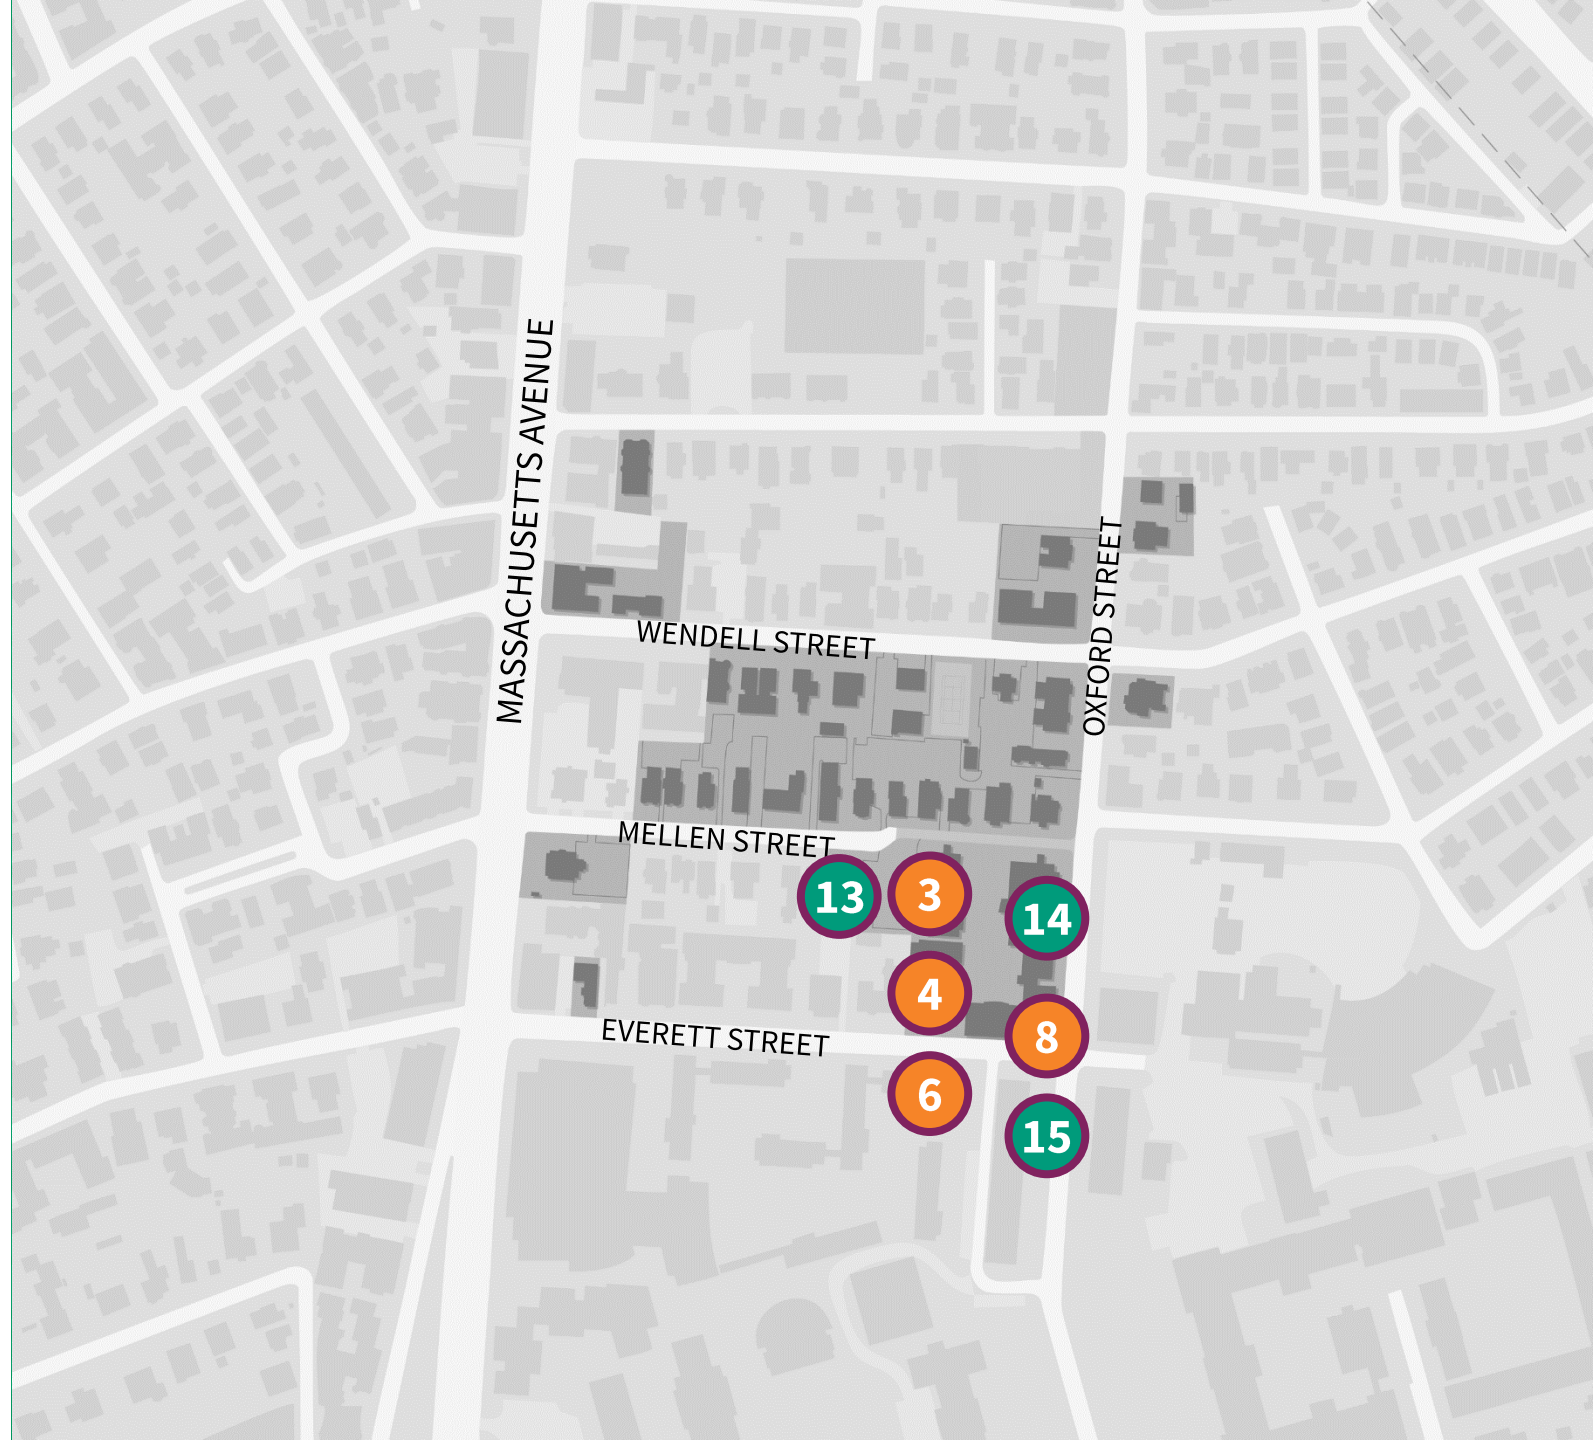 MASSACHUSETTS AVENUE
OXFORD STREET
WENDELL STREET
MELLEN STREET
13
3
14
4
8
EVERETT STREET
6
15